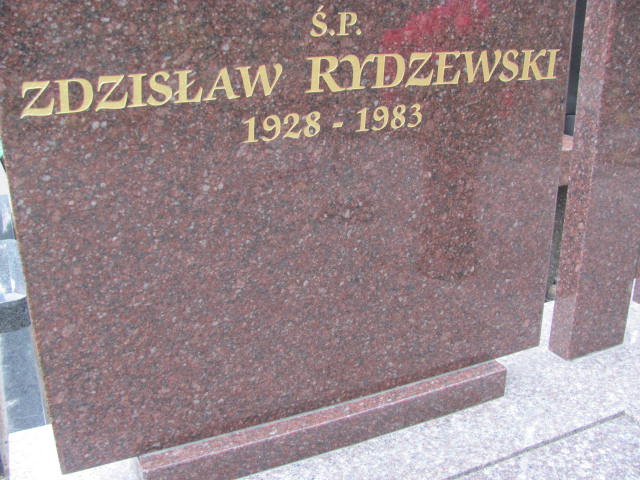 Ś.P.
ZDZISŁAW RYDZEWSKI
1928 - 1983